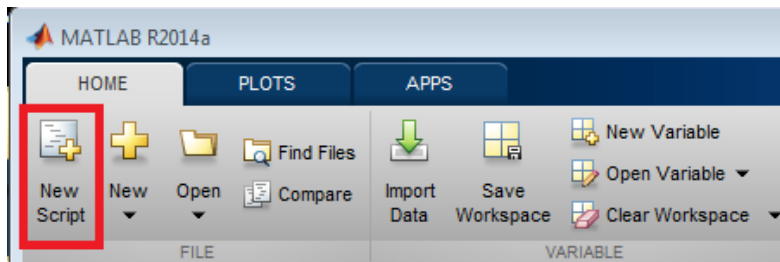 MATLAB R2014a
HOME PLOTS APPS
New Script
New
Open
Find Files
Compare
Import Data
Save Workspace
New Variable
Open Variable
Clear Workspace
FILE VARIABLE